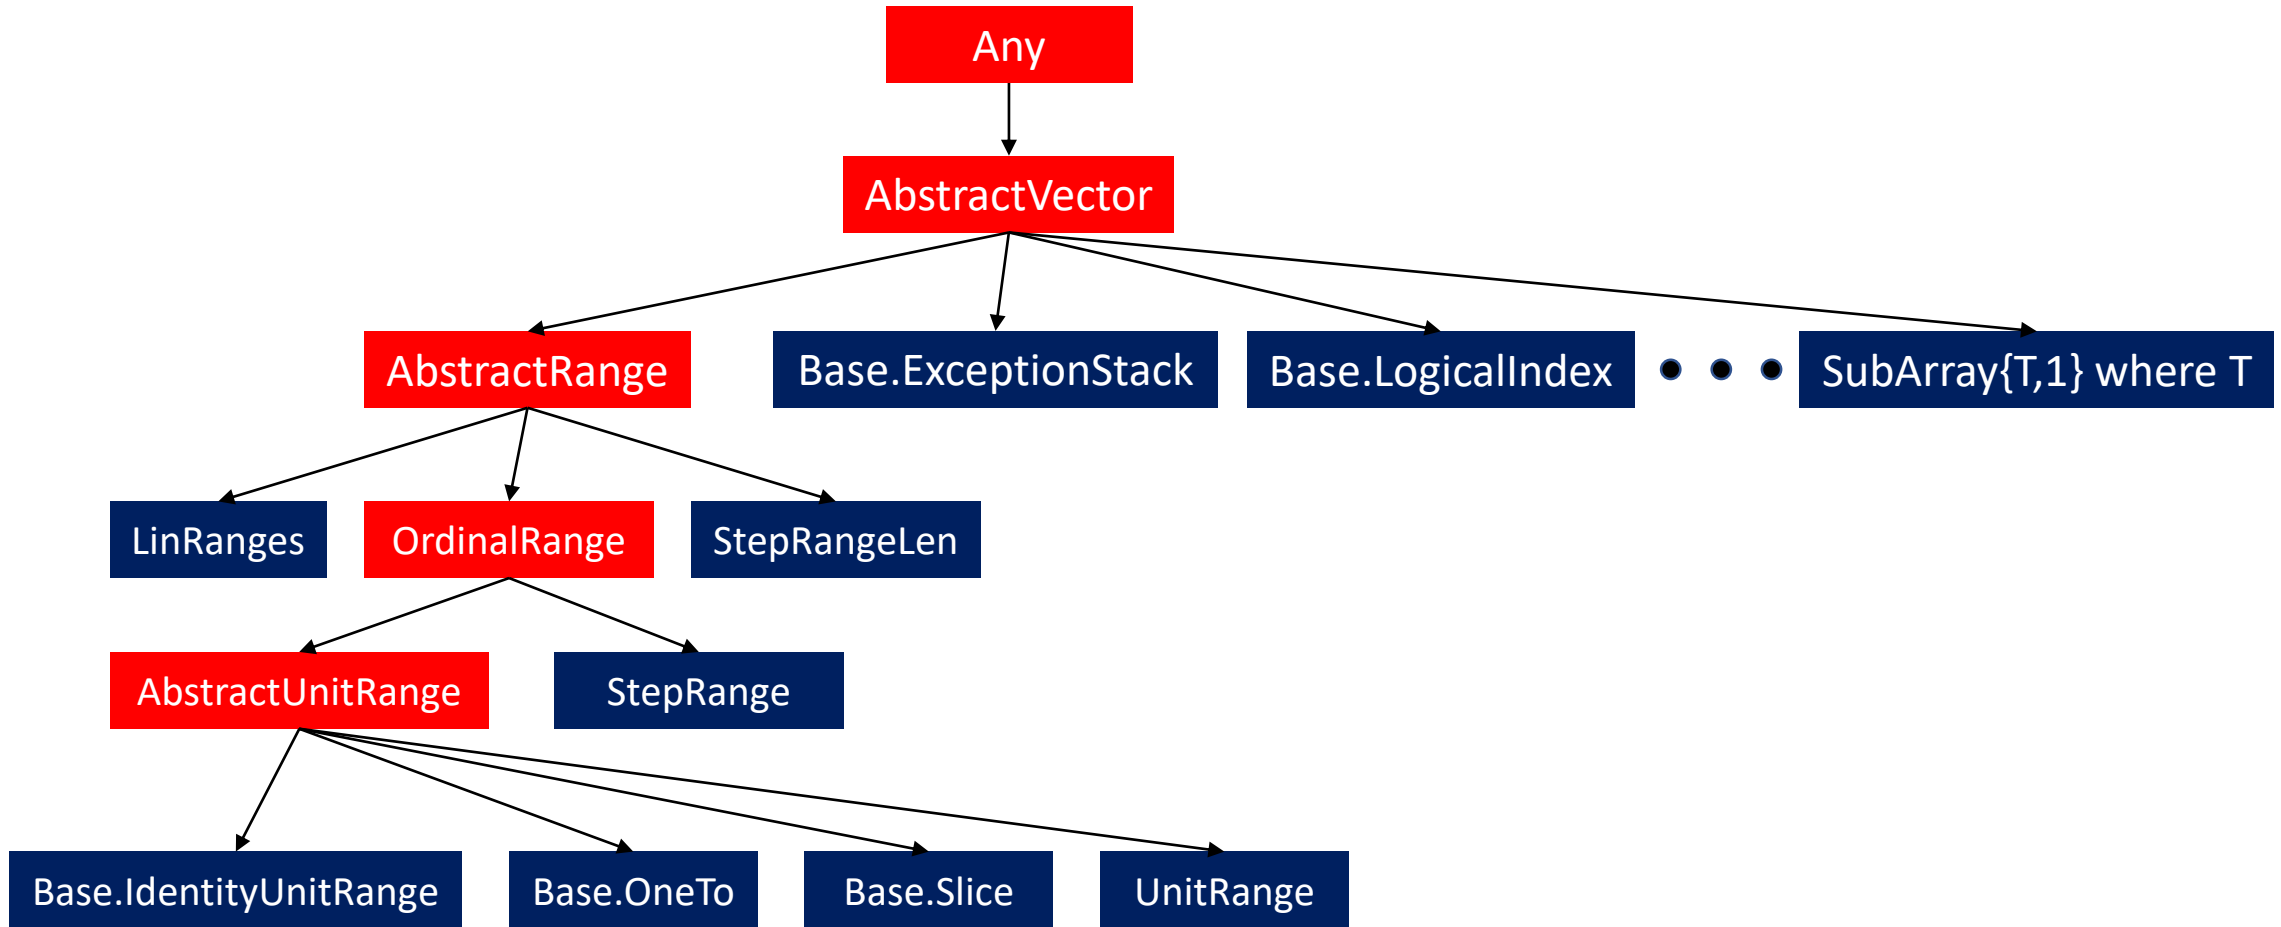 Any
AbstractVector
AbstractRange
Base.ExceptionStack
Base.LogicalIndex
SubArray{T,1} where T
LinRanges
OrdinalRange
StepRangeLen
AbstractUnitRange
StepRange
Base.IdentityUnitRange
Base.OneTo
Base.Slice
UnitRange